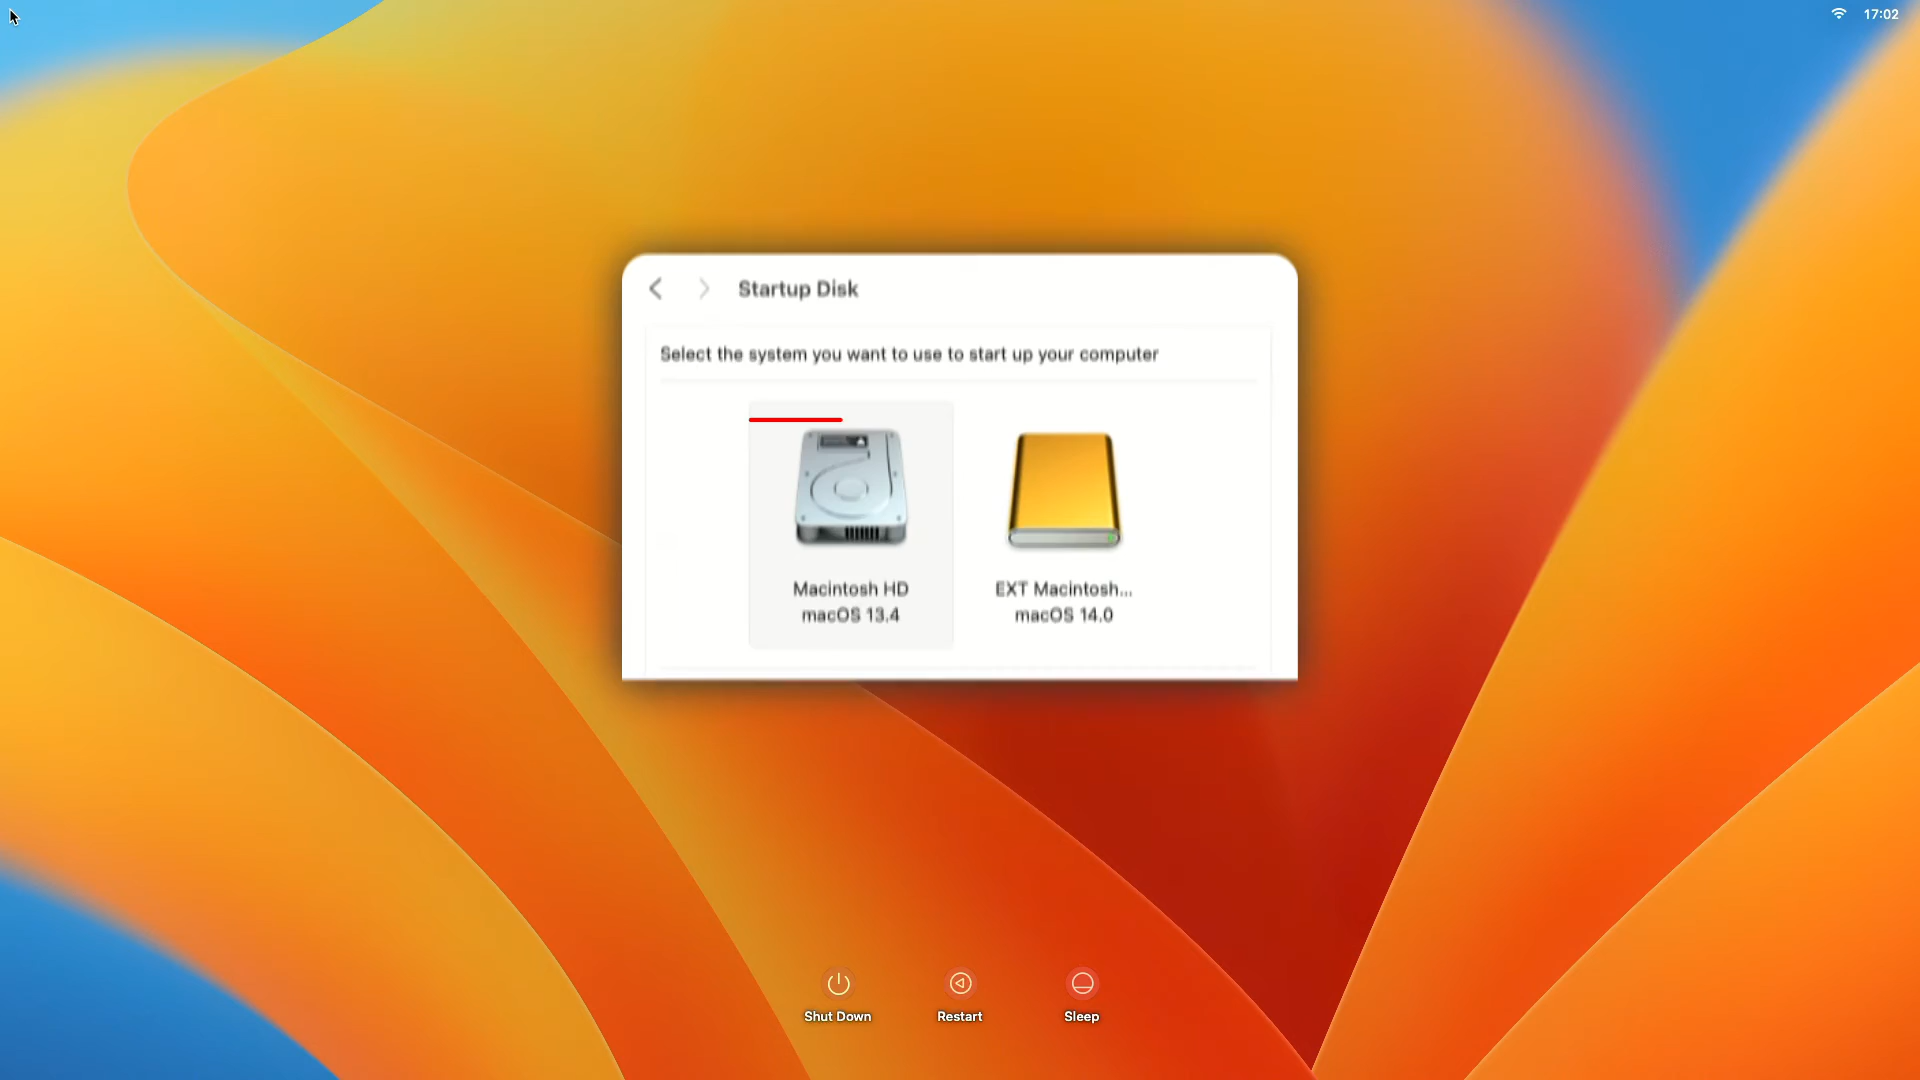 17:02
Startup Disk
Select the system you want to use to start up your computer
Macintosh HD
macOS 13.4
EXT Macintosh...
macOS 14.0
Shut Down
Restart
Sleep